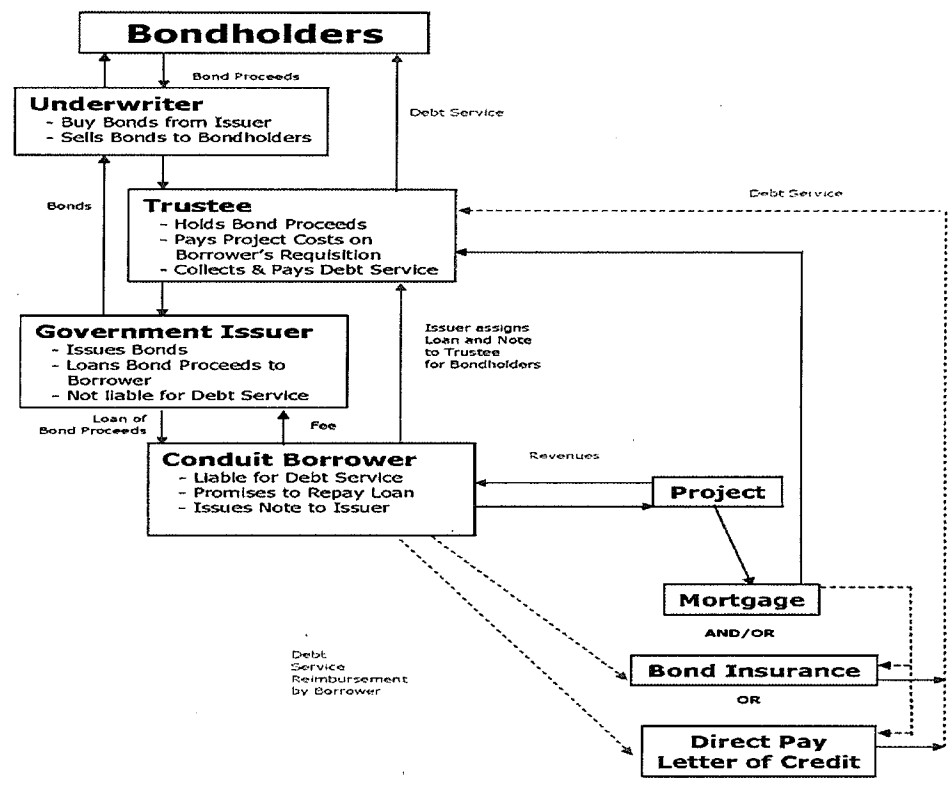 Bondholders
Bond Proceeds
Underwriter
- Buy Bonds from Issuer
- Sells Bonds to Bondholders
Debt Service
Bonds
Debt Service
Trustee
- Holds Bond Proceeds
- Pays Project Costs on
Borrower's Requisition
- Collects & Pays Debt Service
Government Issuer
- Issues Bonds
- Loans Bond Proceeds to
Borrower
- Not liable for Debt Service
Issuer assigns
Loan and Note
to Trustee
for Bondholders
Loan of
Bond Proceeds
Fee
Conduit Borrower
- Liable for Debt Service
- Promises to Repay Loan
- Issues Note to Issuer
Revenues
Project
Mortgage
AND/OR
Bond Insurance
OR
Direct Pay
Letter of Credit
Debt
Service
Reimbursement
by Borrower